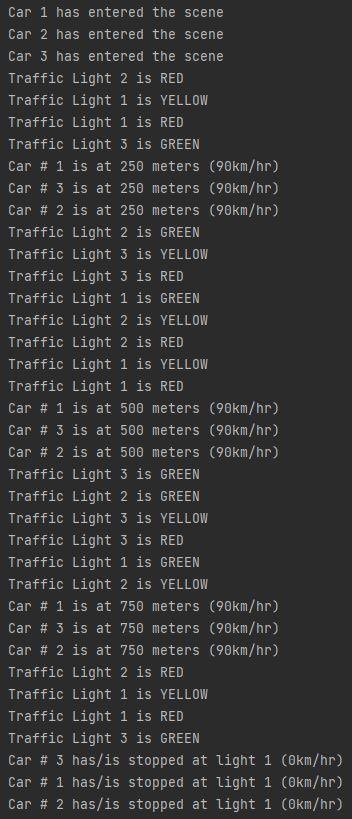 Car 1 has entered the scene
Car 2 has entered the scene
Car 3 has entered the scene
Traffic Light 2 is RED
Traffic Light 1 is YELLOW
Traffic Light 1 is RED
Traffic Light 3 is GREEN
Car # 1 is at 250 meters (90km/hr)
Car # 3 is at 250 meters (90km/hr)
Car # 2 is at 250 meters (90km/hr)
Traffic Light 2 is GREEN
Traffic Light 3 is YELLOW
Traffic Light 3 is RED
Traffic Light 1 is GREEN
Traffic Light 2 is YELLOW
Traffic Light 2 is RED
Traffic Light 1 is YELLOW
Traffic Light 1 is RED
Car # 1 is at 500 meters (90km/hr)
Car # 3 is at 500 meters (90km/hr)
Car # 2 is at 500 meters (90km/hr)
Traffic Light 3 is GREEN
Traffic Light 2 is GREEN
Traffic Light 3 is YELLOW
Traffic Light 3 is RED
Traffic Light 1 is GREEN
Traffic Light 2 is YELLOW
Car # 1 is at 750 meters (90km/hr)
Car # 3 is at 750 meters (90km/hr)
Car # 2 is at 750 meters (90km/hr)
Traffic Light 2 is RED
Traffic Light 1 is YELLOW
Traffic Light 1 is RED
Traffic Light 3 is GREEN
Car # 3 has/is stopped at light 1 (0km/hr)
Car # 1 has/is stopped at light 1 (0km/hr)
Car # 2 has/is stopped at light 1 (0km/hr)